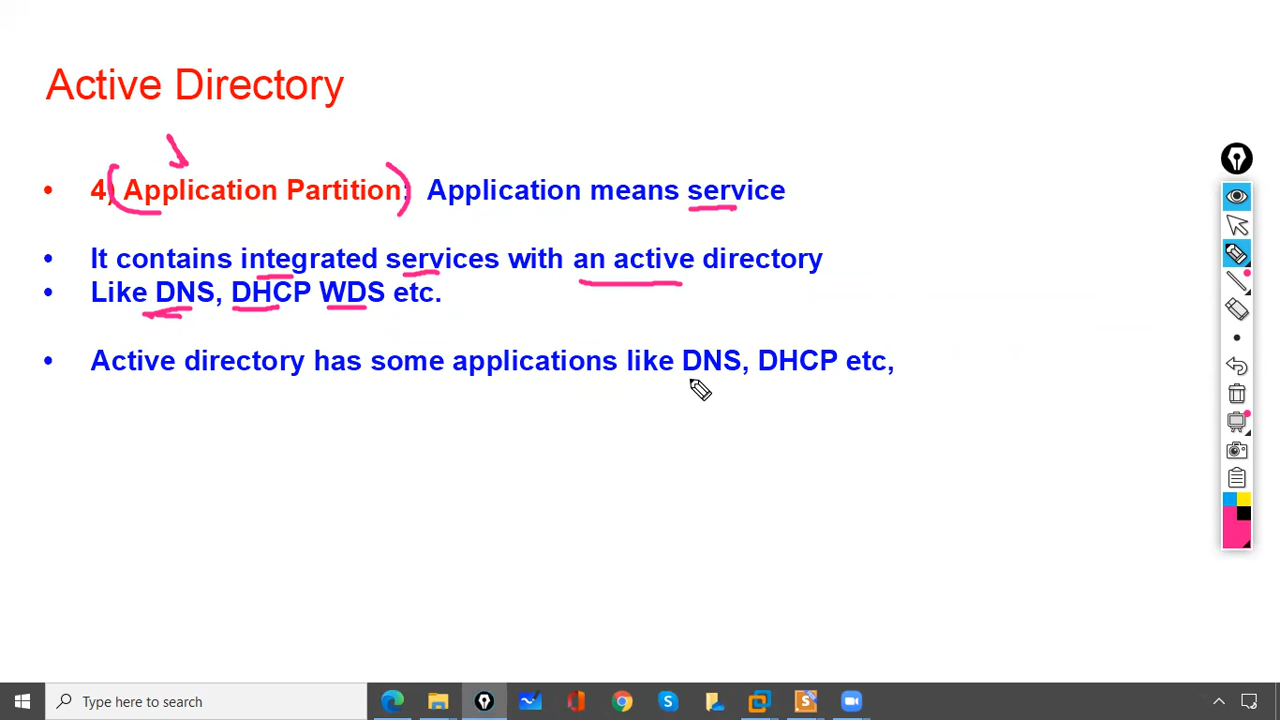 Active Directory
• 4) Application Partition: Application means service
• It contains integrated services with an active directory
• Like DNS, DHCP WDS etc.
• Active directory has some applications like DNS, DHCP etc,
Type here to search